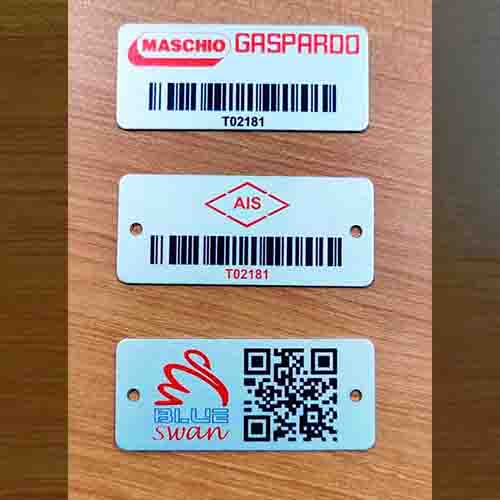 MASCHIO GASPARDO
T02181
AIS
T02181
BLUE
swan